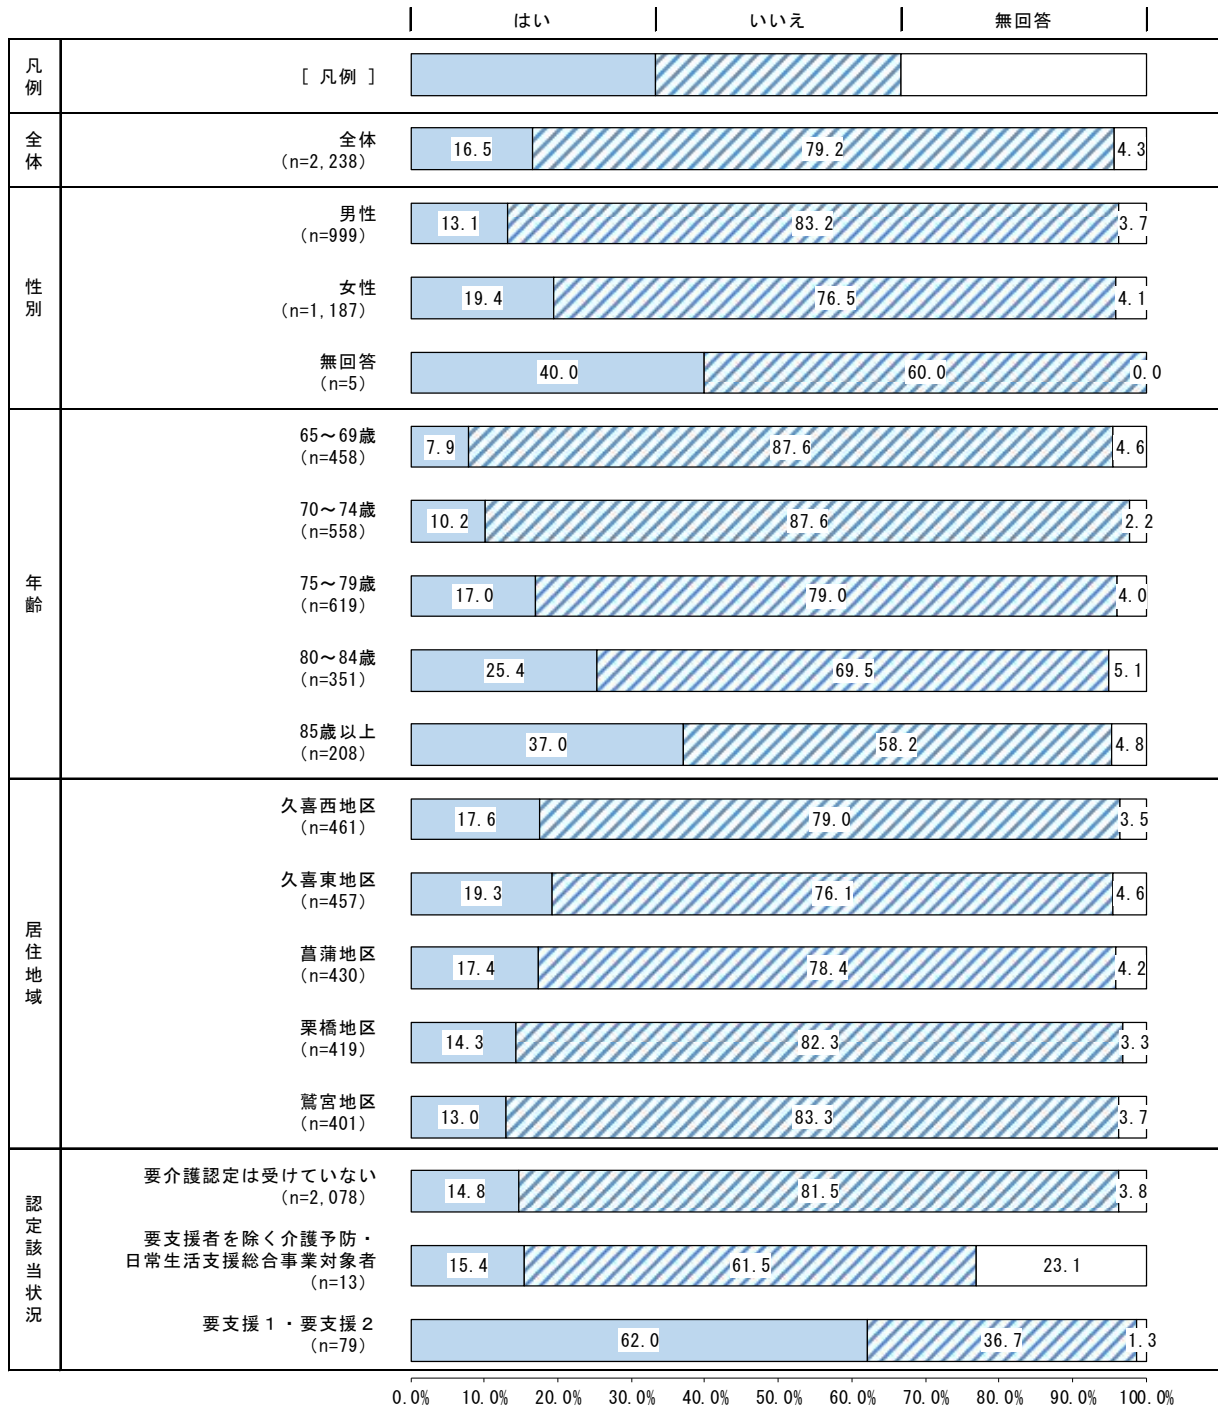 はい いいえ 無回答
凡例
[ 凡例 ]
全体
全体
(n=2,238)
16.5 79.2 4.3
性別
男性
(n=999)
13.1 83.2 3.7
女性
(n=1,187)
19.4 76.5 4.1
無回答
(n=5)
40.0 60.0 0.0
年齢
65～69歳
(n=458)
7.9 87.6 4.6
70～74歳
(n=558)
10.2 87.6 2.2
75～79歳
(n=619)
17.0 79.0 4.0
80～84歳
(n=351)
25.4 69.5 5.1
85歳以上
(n=208)
37.0 58.2 4.8
居住地域
久喜西地区
(n=461)
17.6 79.0 3.5
久喜東地区
(n=457)
19.3 76.1 4.6
菖蒲地区
(n=430)
17.4 78.4 4.2
栗橋地区
(n=419)
14.3 82.3 3.3
鷲宮地区
(n=401)
13.0 83.3 3.7
認定該当状況
要介護認定は受けていない
(n=2,078)
14.8 81.5 3.8
要支援者を除く介護予防・
日常生活支援総合事業対象者
(n=13)
15.4 61.5 23.1
要支援１・要支援２
(n=79)
62.0 36.7 1.3
0.0% 10.0% 20.0% 30.0% 40.0% 50.0% 60.0% 70.0% 80.0% 90.0% 100.0%